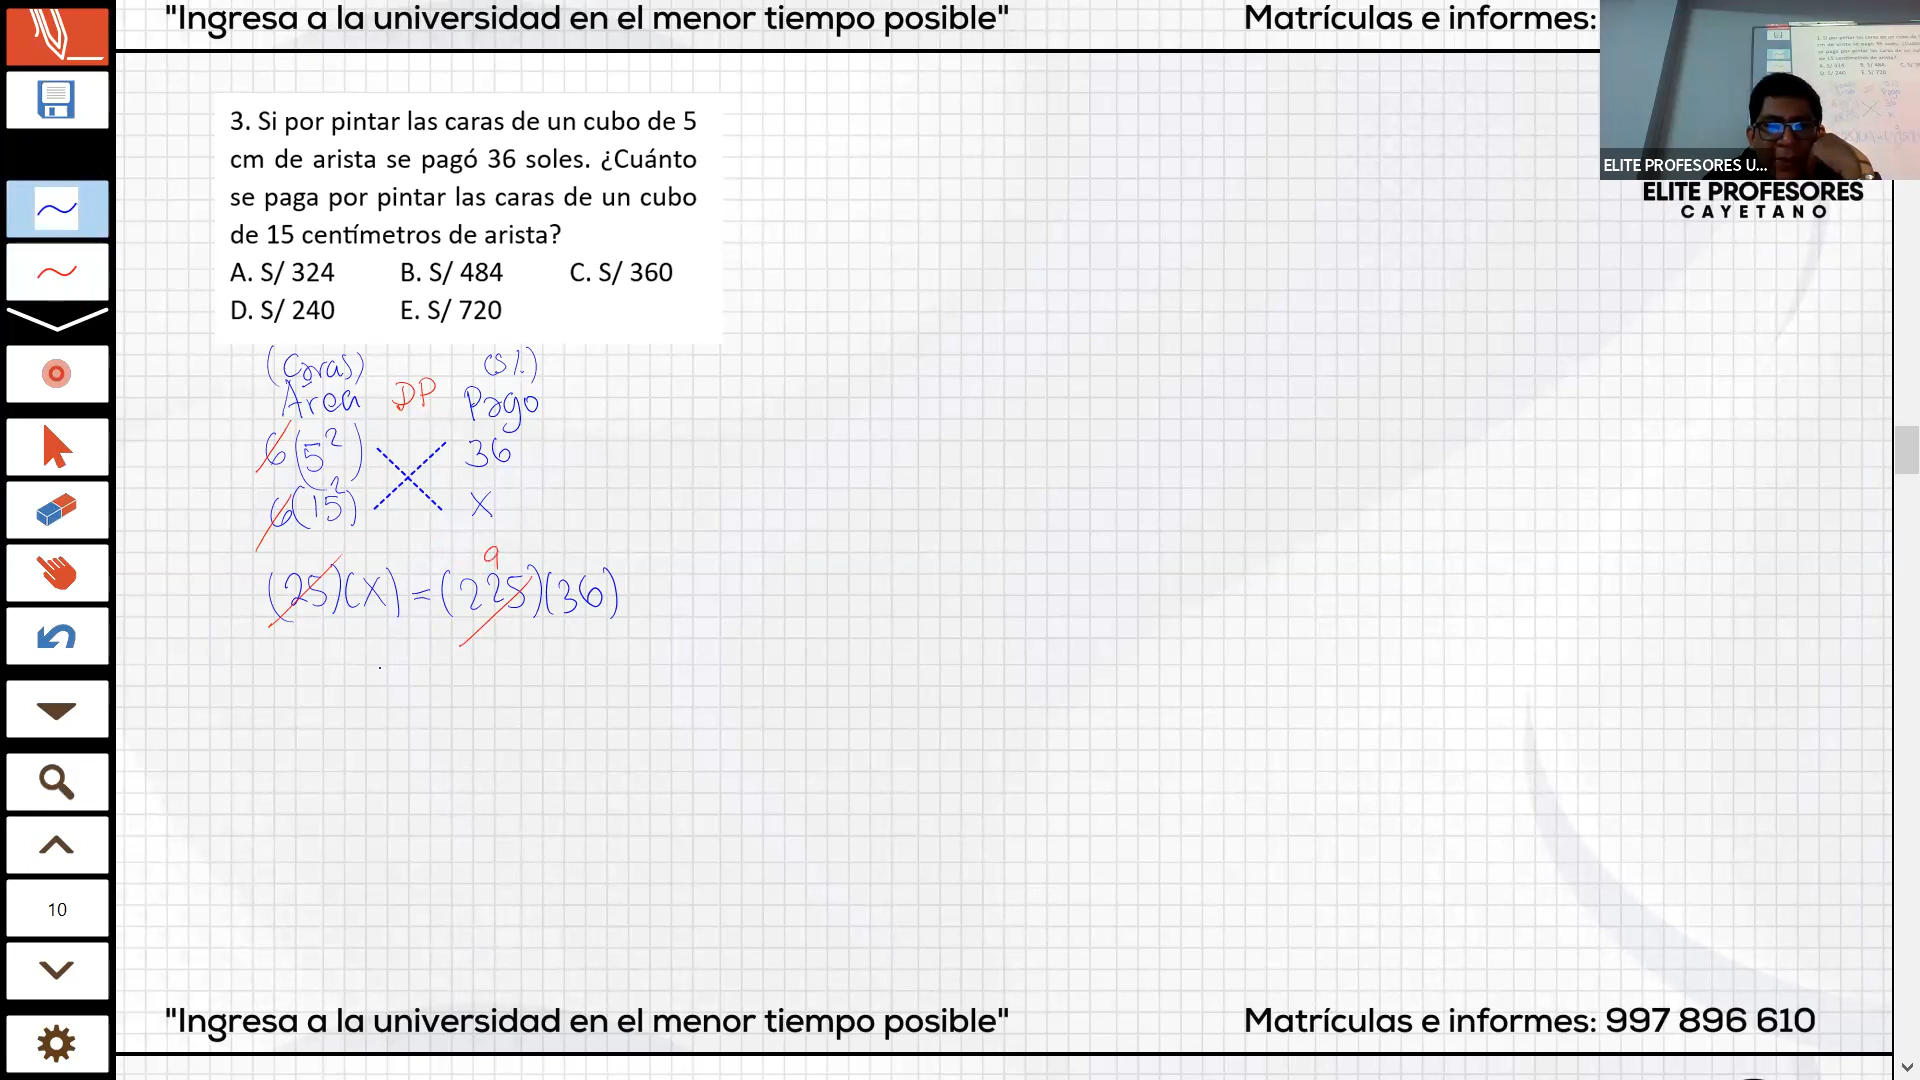 "Ingresa a la universidad en el menor tiempo posible"
Matrículas e informes:
ELITE PROFESORES U...
ELITE PROFESORES
CAYETANO
3. Si por pintar las caras de un cubo de 5
cm de arista se pagó 36 soles. ¿Cuánto
se paga por pintar las caras de un cubo
de 15 centímetros de arista?
A. S/ 324 B. S/ 484 C. S/ 360
D. S/ 240 E. S/ 720
(Caras) (S/.)
Área DP Pago
6(5²) 36
6(15²) X
9
(25)(X)=(225)(36)
10
"Ingresa a la universidad en el menor tiempo posible"
Matrículas e informes: 997 896 610